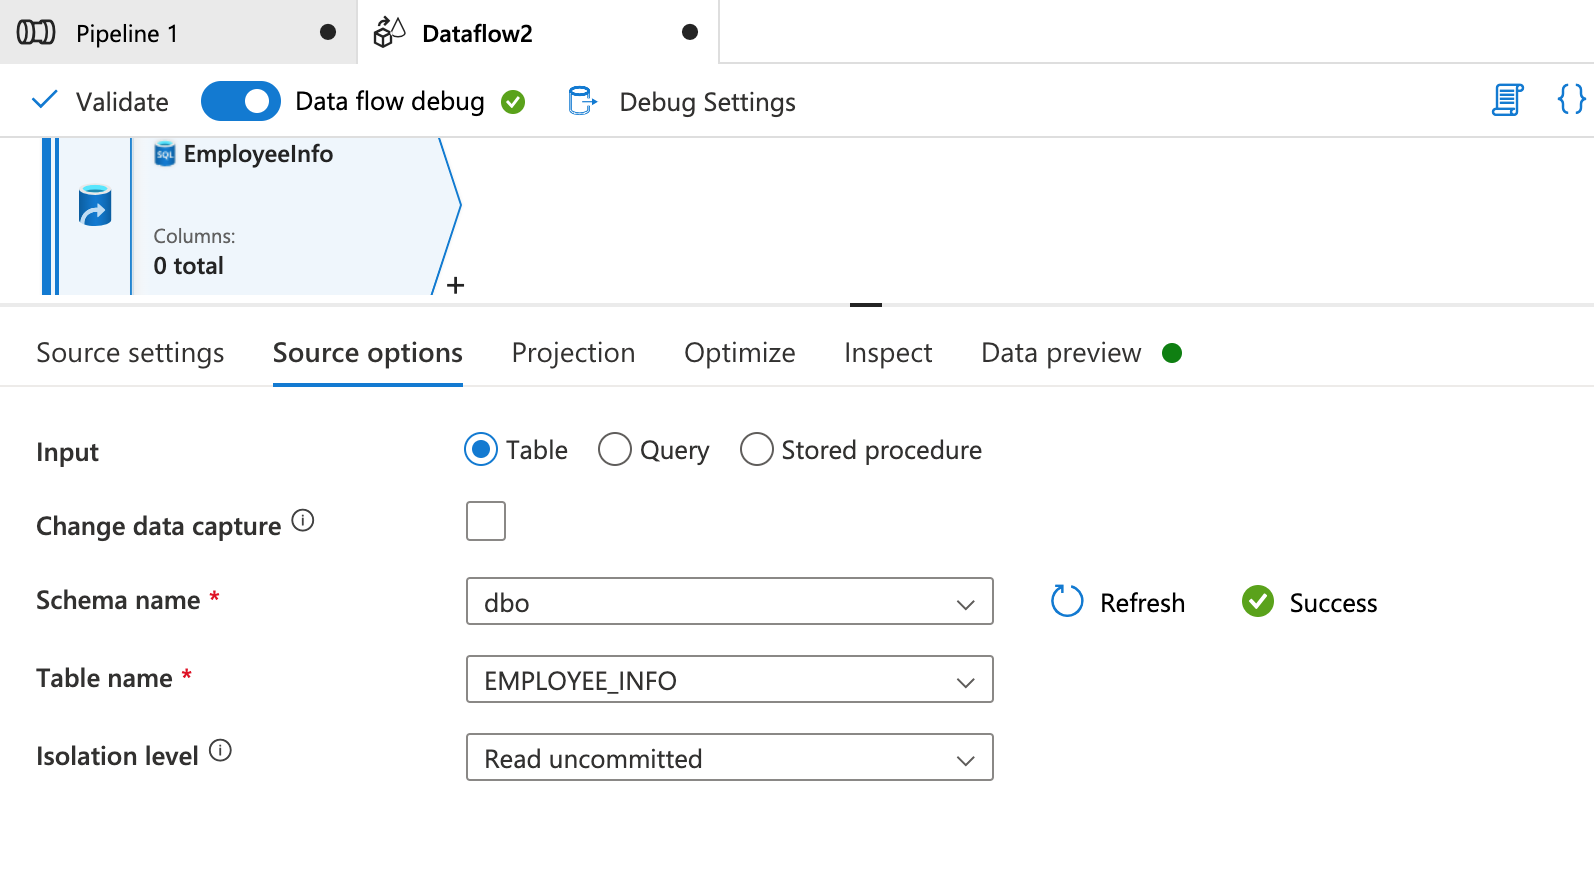 Pipeline 1
Dataflow2
Validate
Data flow debug
Debug Settings
{}
SQL
EmployeeInfo
Columns:
0 total
+
Source settings
Source options
Projection
Optimize
Inspect
Data preview
Input
Table
Query
Stored procedure
Change data capture
Schema name *
dbo
Refresh
Success
Table name *
EMPLOYEE_INFO
Isolation level
Read uncommitted